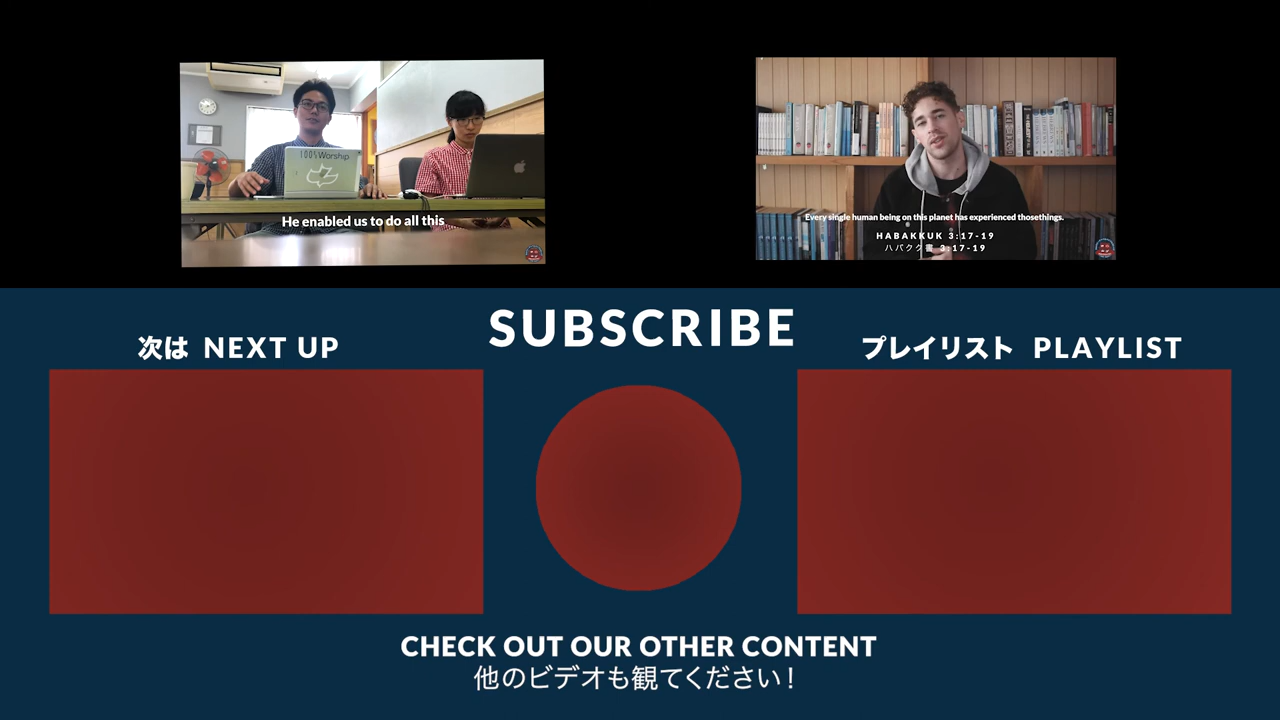 100%Worship
He enabled us to do all this
Every single human being on this planet has experienced thosethings.
HABAKKUK 3:17-19
ハバクク書 3:17-19
SUBSCRIBE
次は NEXT UP
プレイリスト PLAYLIST
CHECK OUT OUR OTHER CONTENT
他のビデオも観てください！